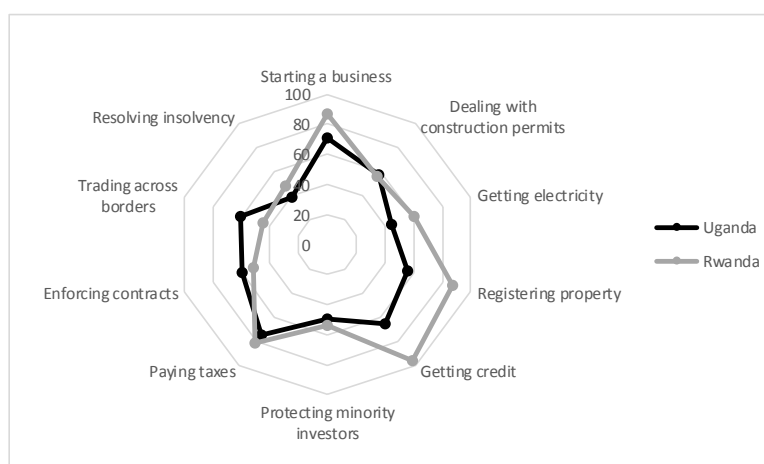 Starting a business
100
80
60
40
20
0
Dealing with
construction permits
Getting electricity
Registering property
Getting credit
Protecting minority
investors
Paying taxes
Enforcing contracts
Trading across
borders
Resolving insolvency
Uganda
Rwanda